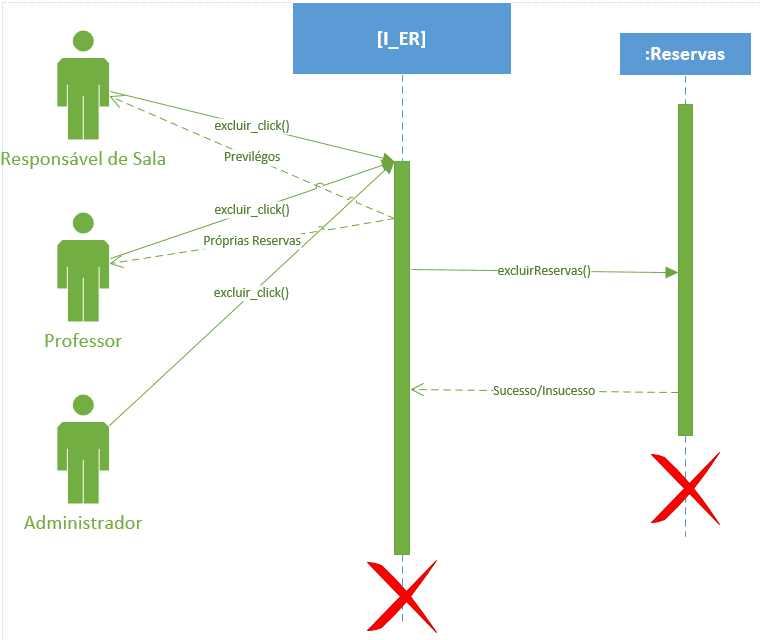 [I_ER]
:Reservas
excluir_click()
Previlégos
Responsável de Sala
excluir_click()
Próprias Reservas
excluirReservas()
excluir_click()
Professor
Sucesso/Insucesso
Administrador